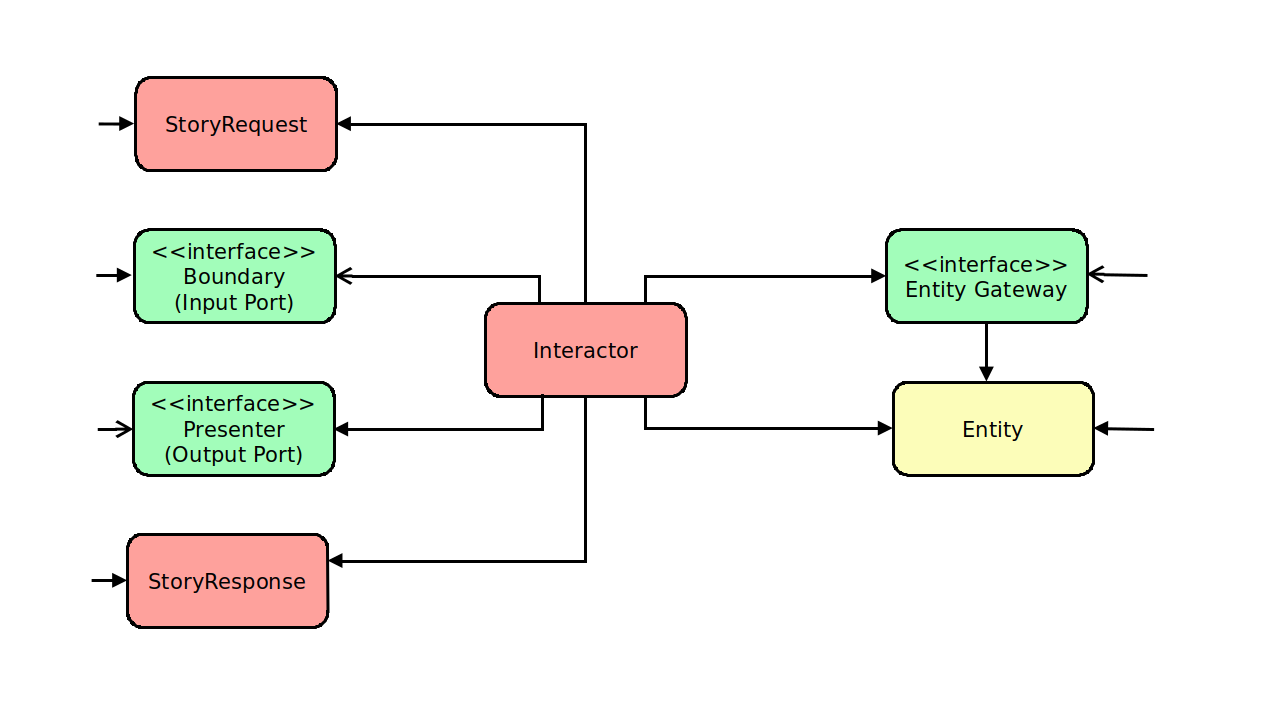 StoryRequest
<<interface>>
Boundary
(Input Port)
<<interface>>
Entity Gateway
Interactor
<<interface>>
Presenter
(Output Port)
Entity
StoryResponse